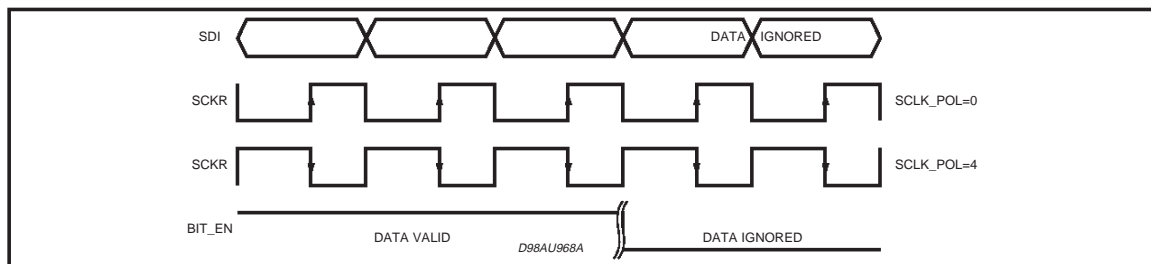 SDI
DATA IGNORED
SCKR
SCLK_POL=0
SCKR
SCLK_POL=4
BIT_EN
DATA VALID
D98AU968A
DATA IGNORED